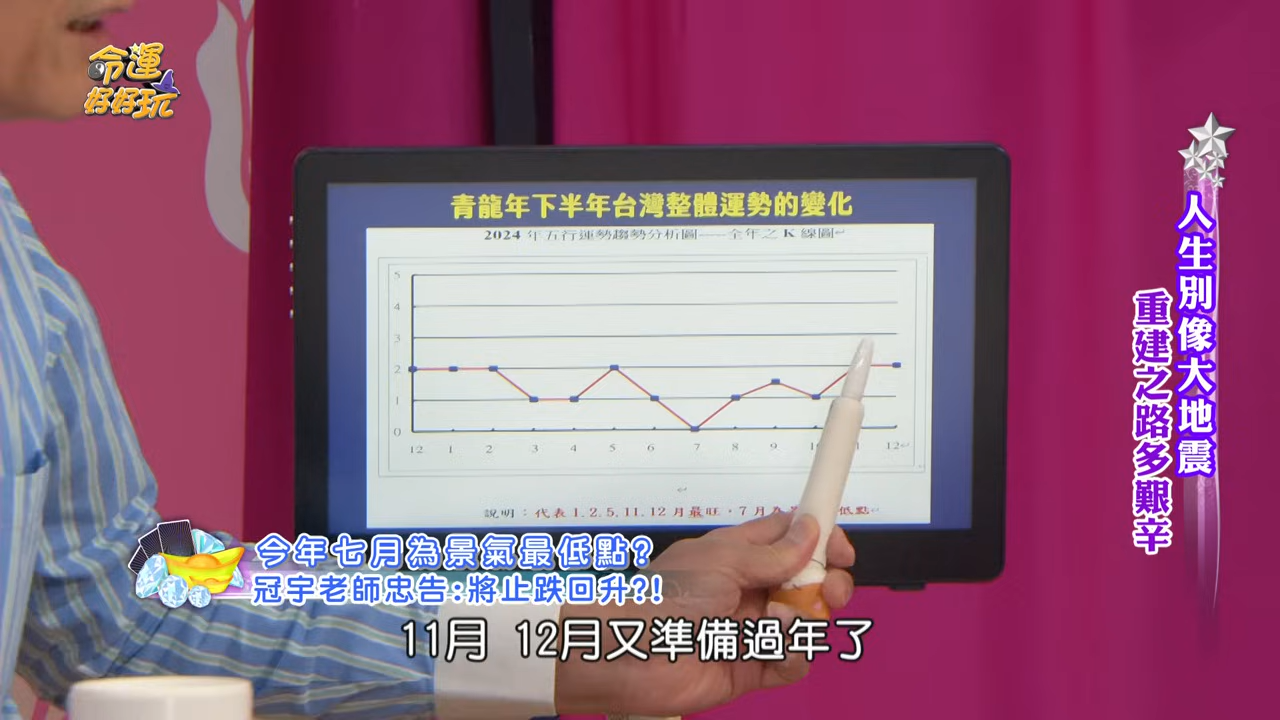 命運
好好玩
人生別像大地震
重建之路多艱辛
青龍年下半年台灣整體運勢的變化
2024 年五行運勢趨勢分析圖——全年之 K 線圖
5
4
3
2
1
0
12 1 2 3 4 5 6 7 8 9 12
說明：代表 1. 2. 5. 11. 12 月最旺，7 月 低點
今年七月為景氣最低點?
冠宇老師忠告:將止跌回升?!
11月 12月又準備過年了